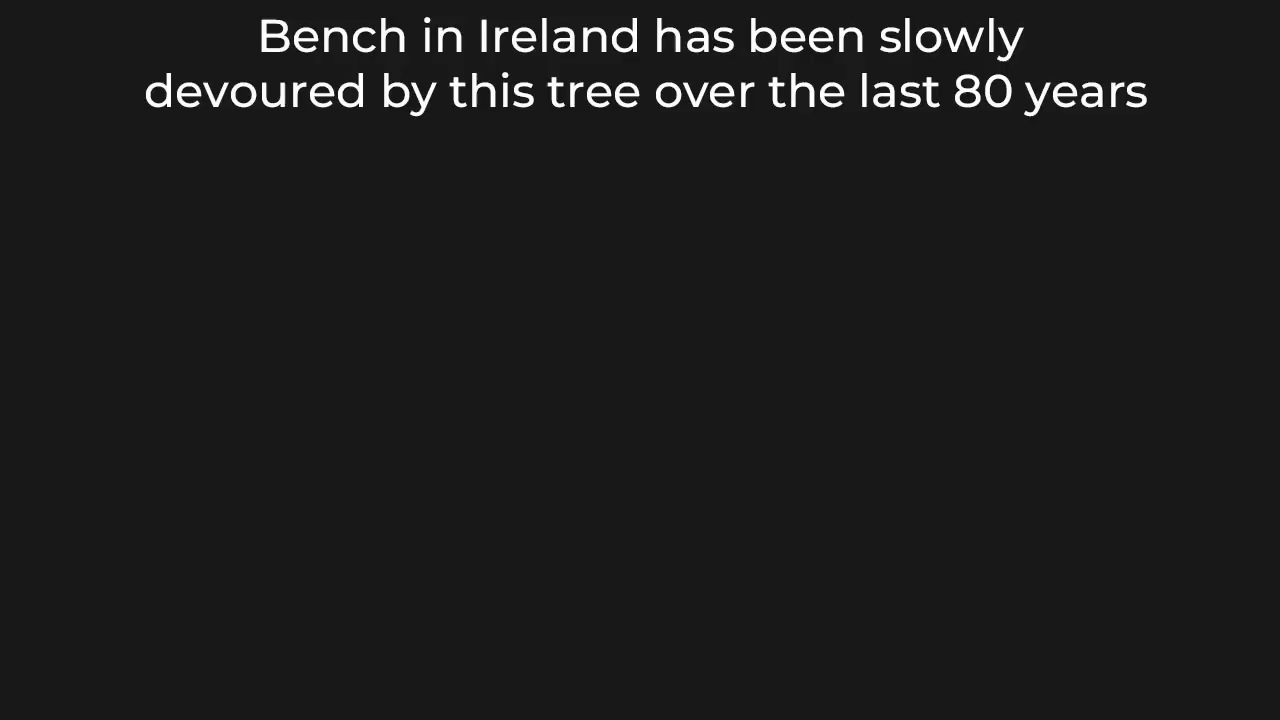 Bench in Ireland has been slowly
devoured by this tree over the last 80 years